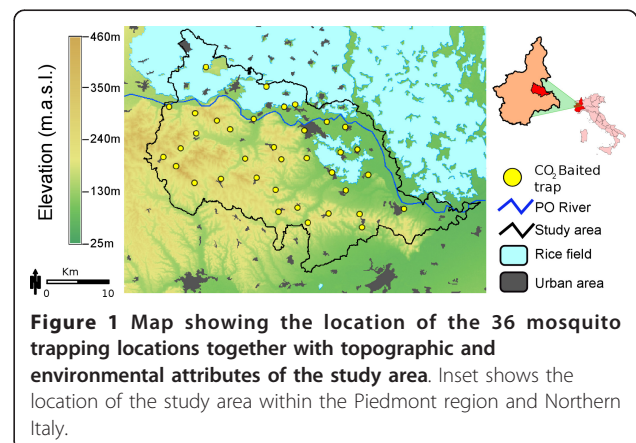 Elevation (m.a.s.l.)
460m
350m
240m
130m
25m
N
Km
0 10
CO2 Baited
trap
PO River
Study area
Rice field
Urban area
Figure 1 Map showing the location of the 36 mosquito
trapping locations together with topographic and
environmental attributes of the study area. Inset shows the
location of the study area within the Piedmont region and Northern
Italy.